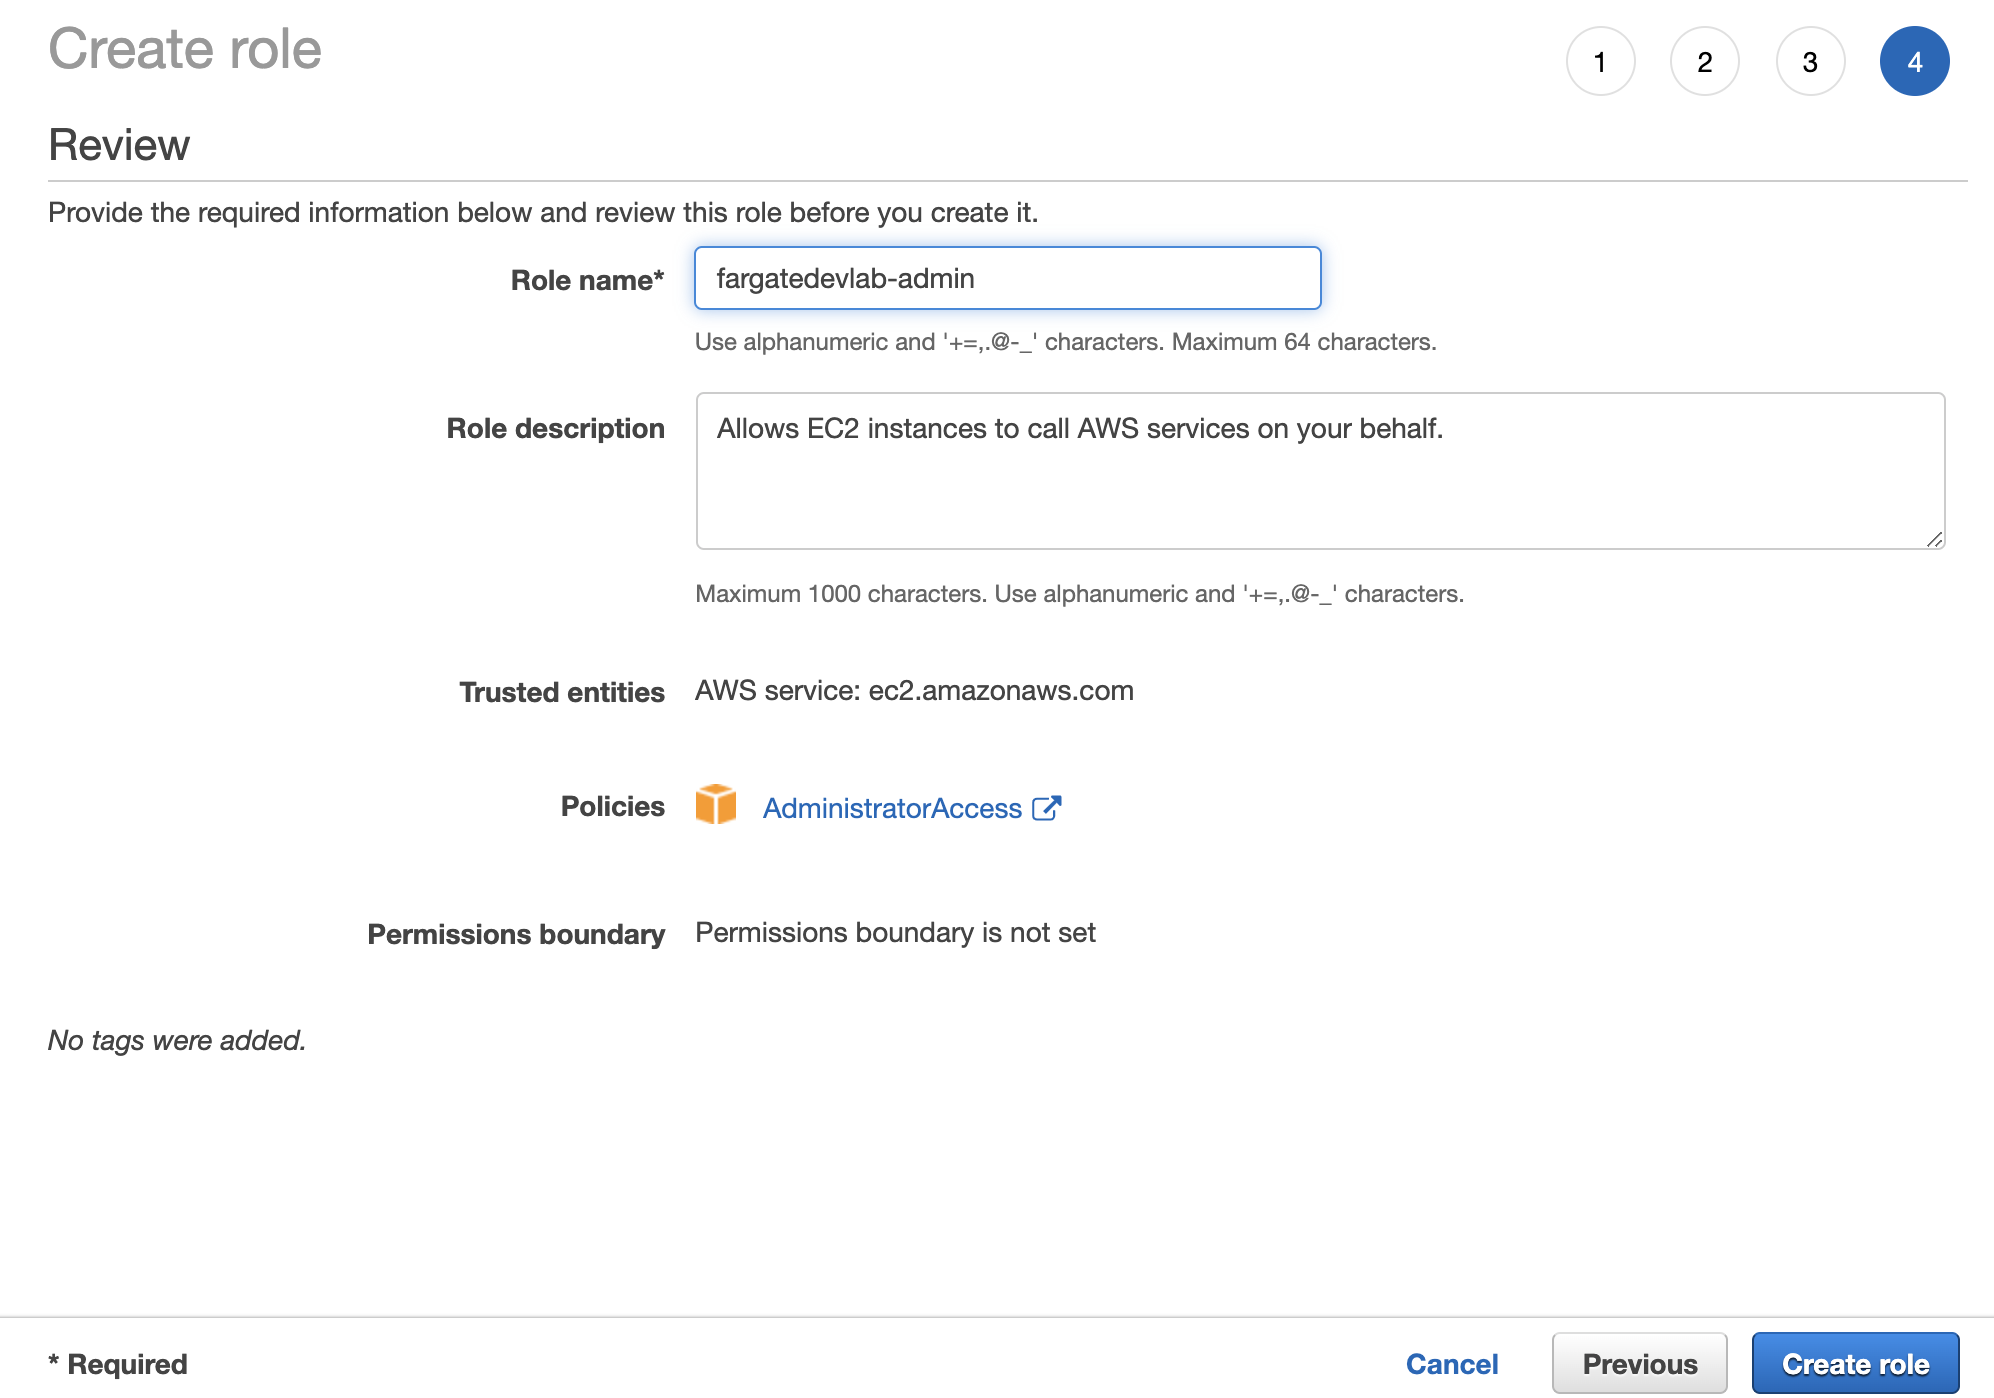 Create role
1 2 3 4
Review
Provide the required information below and review this role before you create it.
Role name* fargatedevlab-admin
Use alphanumeric and '+=,.@-_' characters. Maximum 64 characters.
Role description Allows EC2 instances to call AWS services on your behalf.
Maximum 1000 characters. Use alphanumeric and '+=,.@-_' characters.
Trusted entities AWS service: ec2.amazonaws.com
Policies AdministratorAccess
Permissions boundary Permissions boundary is not set
No tags were added.
* Required Cancel Previous Create role